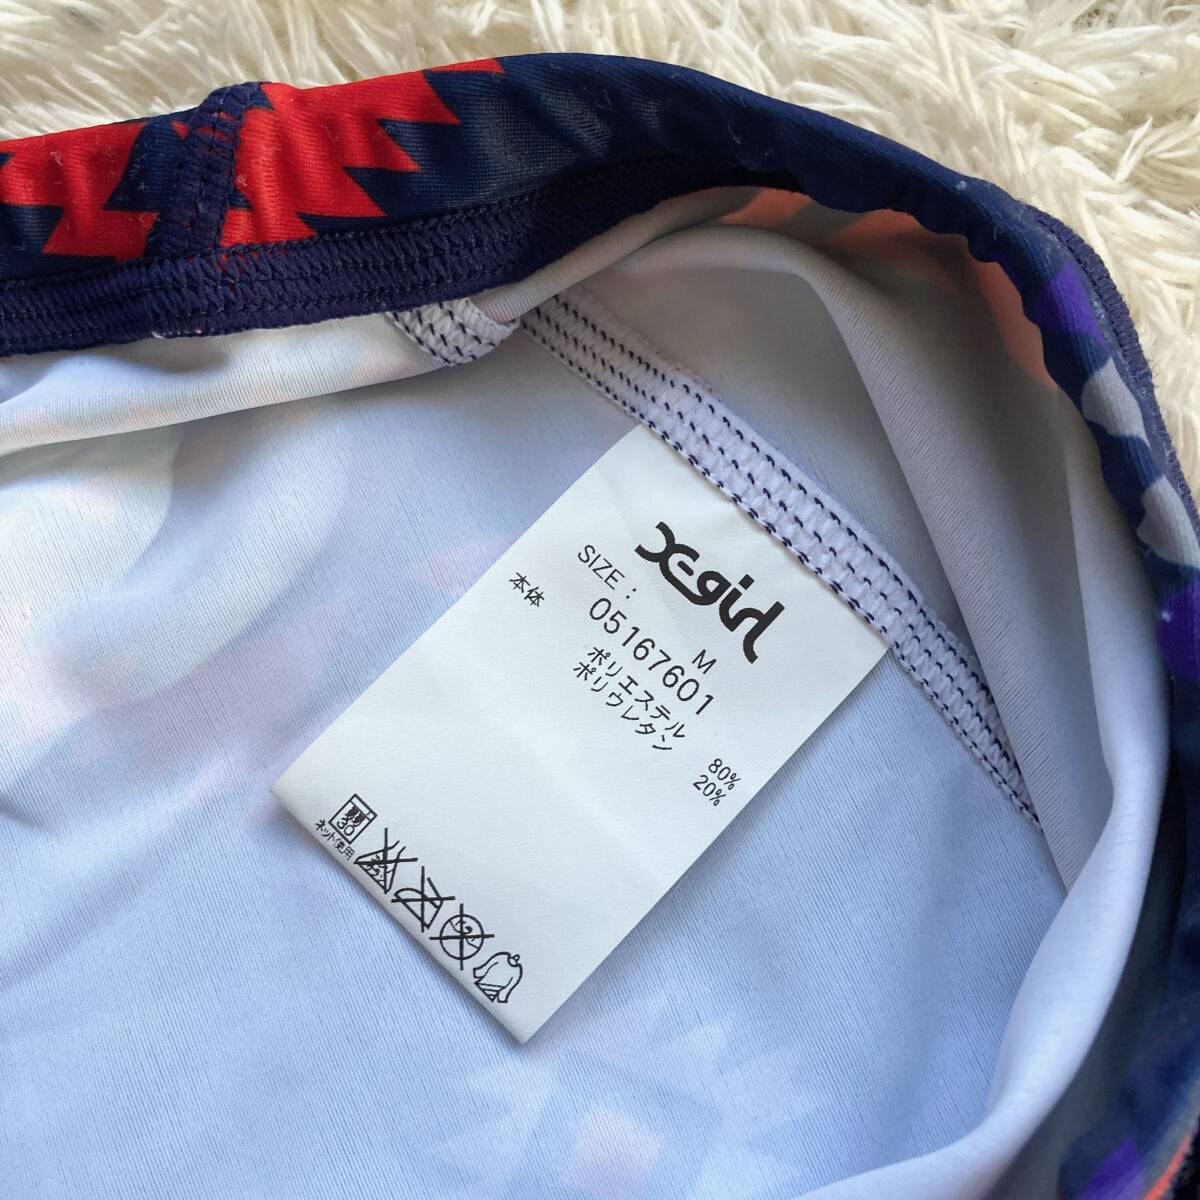 X-girl
SIZE : M
05167601
本体 ポリエステル 80%
ポリウレタン 20%
30
ネット使用